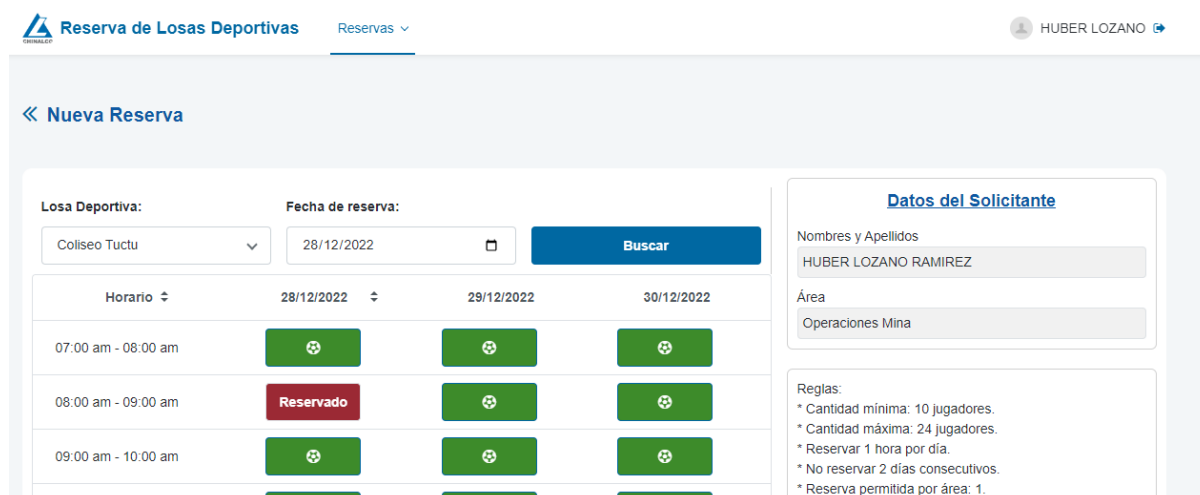 CHINALCO
Reserva de Losas Deportivas
Reservas
HUBER LOZANO
Nueva Reserva
Losa Deportiva:
Fecha de reserva:
Coliseo Tuctu
28/12/2022
Buscar
Horario 28/12/2022 29/12/2022 30/12/2022
07:00 am - 08:00 am
08:00 am - 09:00 am Reservado
09:00 am - 10:00 am
Datos del Solicitante
Nombres y Apellidos
HUBER LOZANO RAMIREZ
Área
Operaciones Mina
Reglas:
* Cantidad mínima: 10 jugadores.
* Cantidad máxima: 24 jugadores.
* Reservar 1 hora por día.
* No reservar 2 días consecutivos.
* Reserva permitida por área: 1.